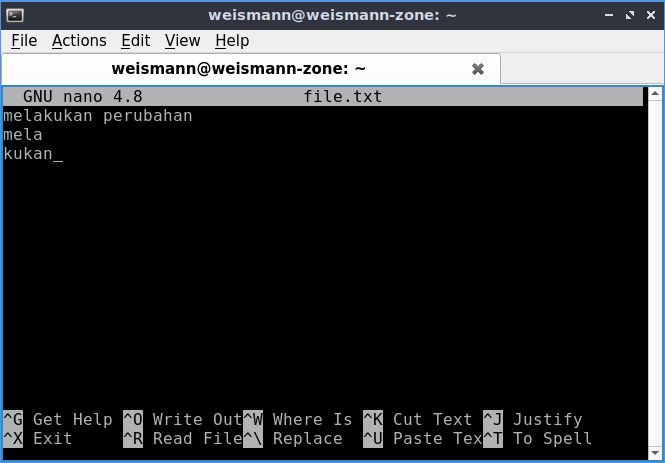 weismann@weismann-zone: ~
File Actions Edit View Help
weismann@weismann-zone: ~
GNU nano 4.8 file.txt
melakukan perubahan
mela
kukan_
^G Get Help ^O Write Out ^W Where Is ^K Cut Text ^J Justify
^X Exit ^R Read File ^\ Replace ^U Paste Tex ^T To Spell